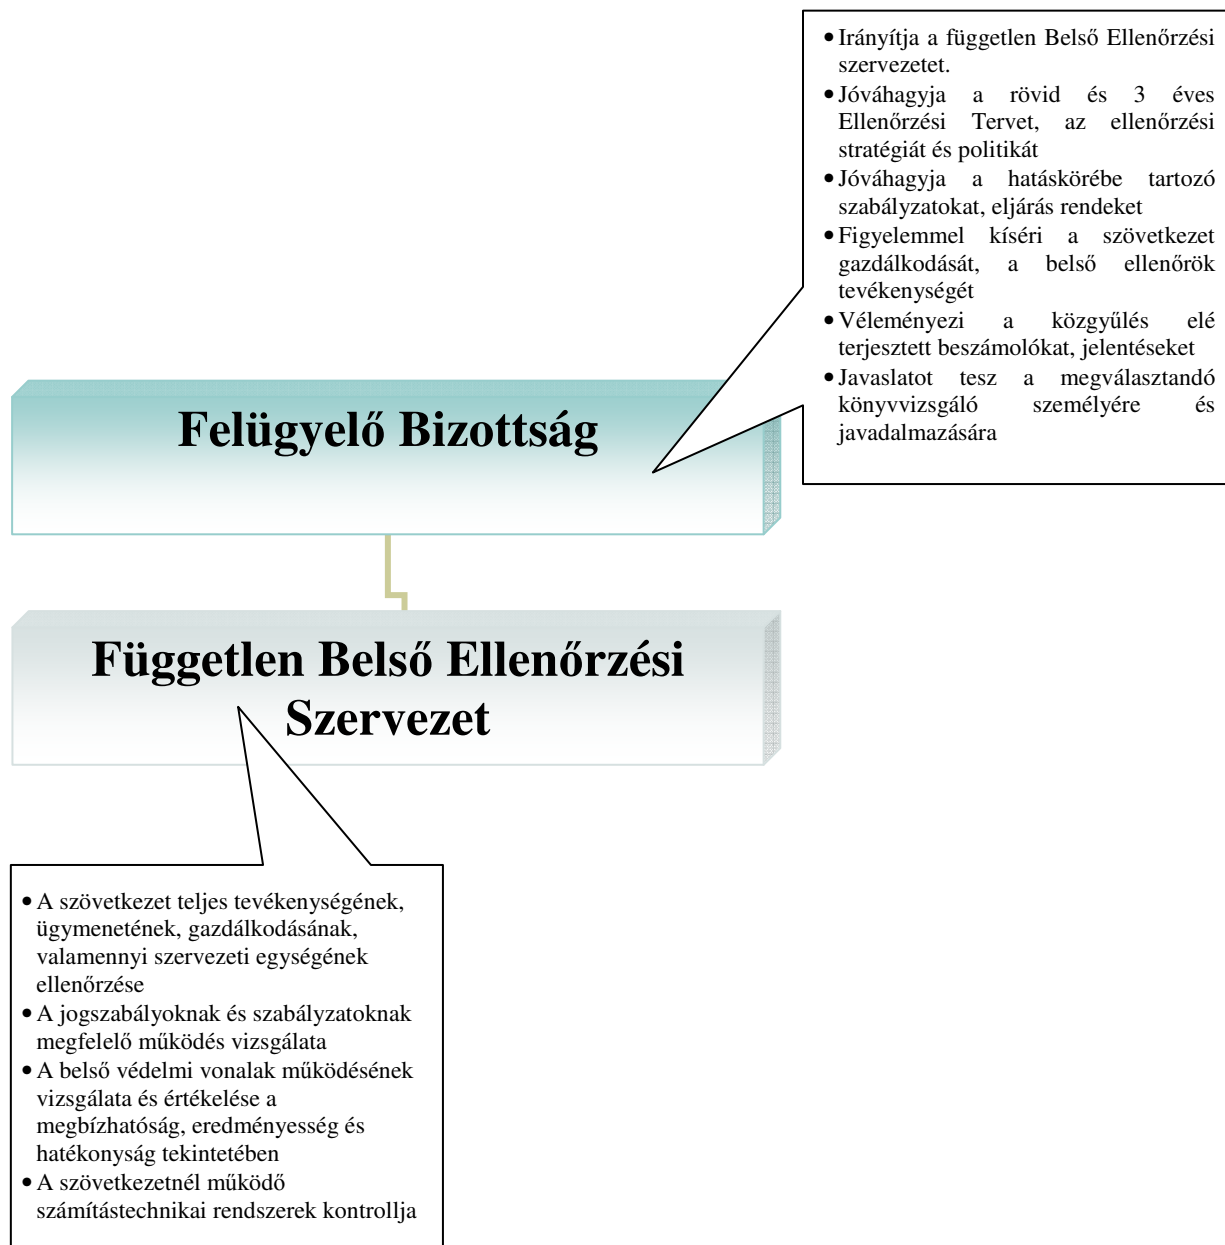 • Irányítja a független Belső Ellenőrzési
szervezetet.
• Jóváhagyja a rövid és 3 éves
Ellenőrzési Tervet, az ellenőrzési
stratégiát és politikát
• Jóváhagyja a hatáskörébe tartozó
szabályzatokat, eljárás rendeket
• Figyelemmel kíséri a szövetkezet
gazdálkodását, a belső ellenőrök
tevékenységét
• Véleményezi a közgyűlés elé
terjesztett beszámolókat, jelentéseket
• Javaslatot tesz a megválasztandó
könyvvizsgáló személyére és
javadalmazására
Felügyelő Bizottság
Független Belső Ellenőrzési
Szervezet
• A szövetkezet teljes tevékenységének,
ügymenetének, gazdálkodásának,
valamennyi szervezeti egységének
ellenőrzése
• A jogszabályoknak és szabályzatoknak
megfelelő működés vizsgálata
• A belső védelmi vonalak működésének
vizsgálata és értékelése a
megbízhatóság, eredményesség és
hatékonyság tekintetében
• A szövetkezetnél működő
számítástechnikai rendszerek kontrollja